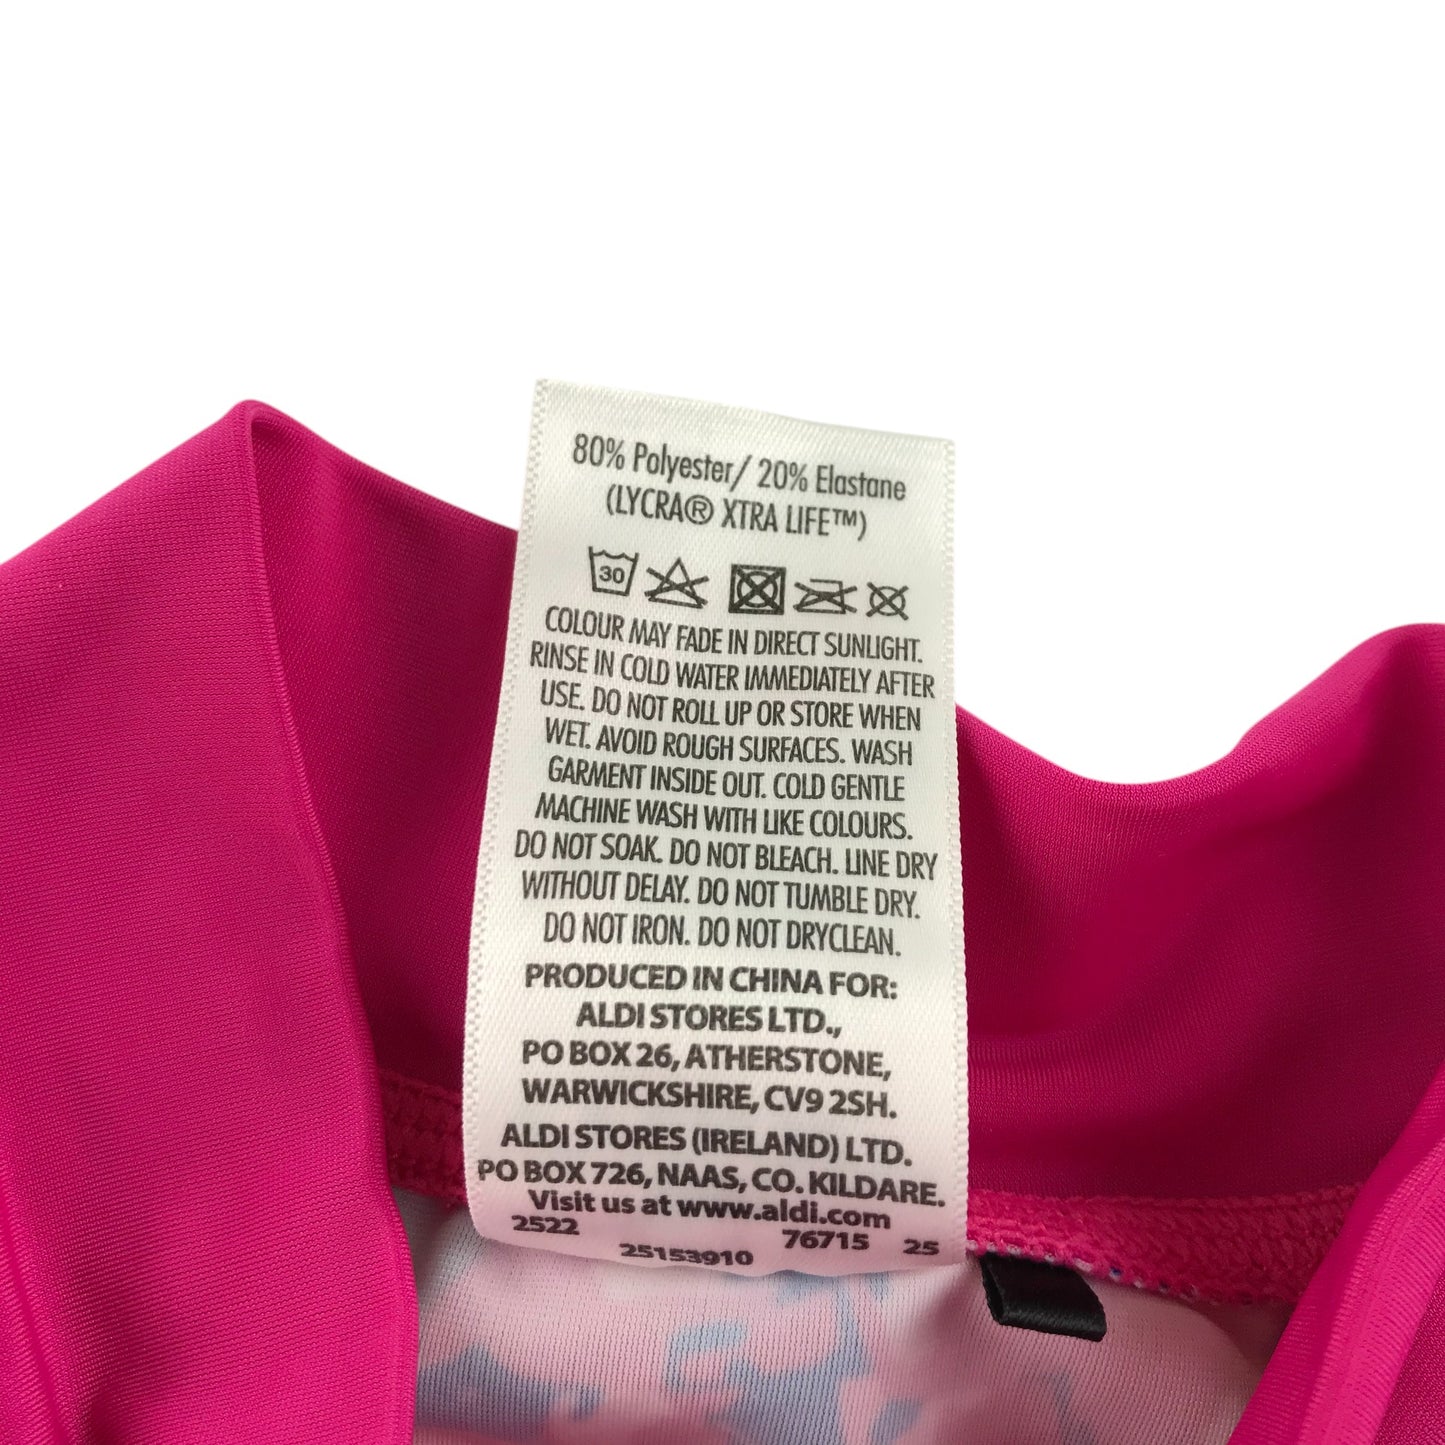 80% Polyester/ 20% Elastane
(LYCRA® XTRA LIFE™)
30
COLOUR MAY FADE IN DIRECT SUNLIGHT.
RINSE IN COLD WATER IMMEDIATELY AFTER
USE. DO NOT ROLL UP OR STORE WHEN
WET. AVOID ROUGH SURFACES. WASH
GARMENT INSIDE OUT. COLD GENTLE
MACHINE WASH WITH LIKE COLOURS.
DO NOT SOAK. DO NOT BLEACH. LINE DRY
WITHOUT DELAY. DO NOT TUMBLE DRY.
DO NOT IRON. DO NOT DRYCLEAN.
PRODUCED IN CHINA FOR:
ALDI STORES LTD.,
PO BOX 26, ATHERSTONE,
WARWICKSHIRE, CV9 2SH.
ALDI STORES (IRELAND) LTD.
PO BOX 726, NAAS, CO. KILDARE.
Visit us at www.aldi.com
2522 76715 25
25153910